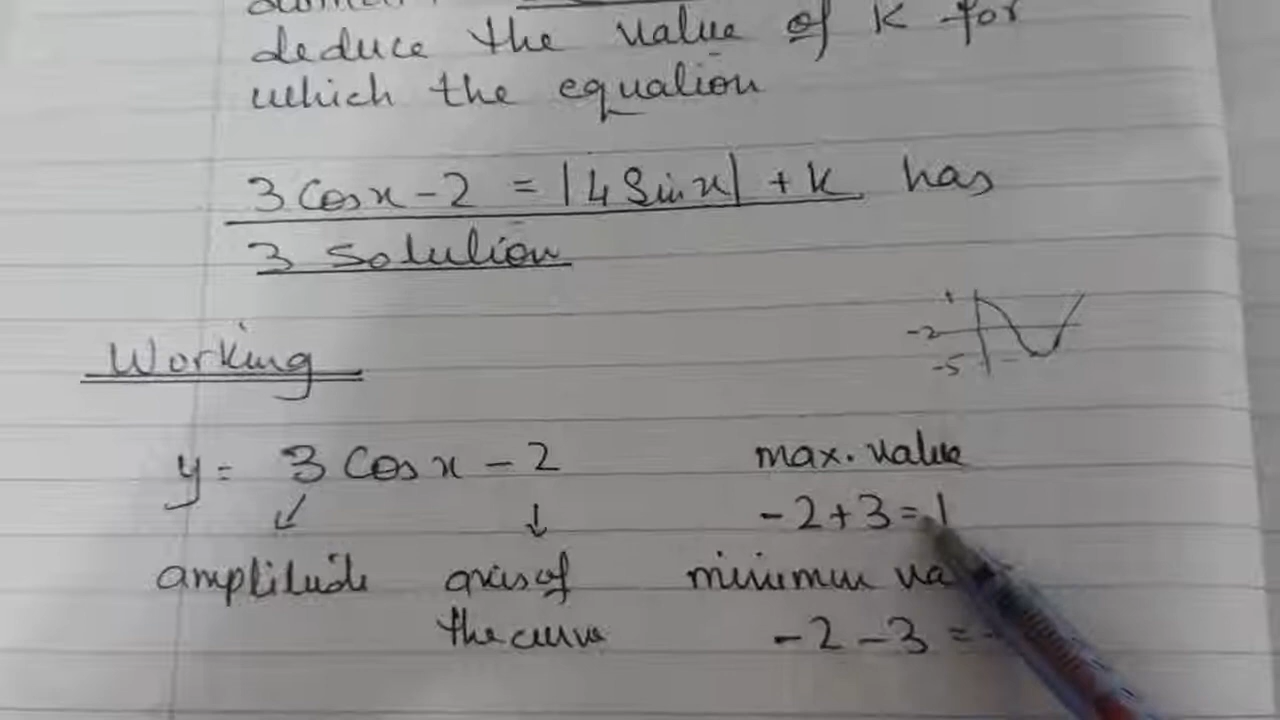 deduce the value of K for
which the equation
3 Cos x - 2 = |4 Sin x| + K has
3 solution
Working
1
-2
-5
y = 3 Cos x - 2
max. value
-2+3=1
amplitude
axis of
the curve
minimum va
-2-3=-